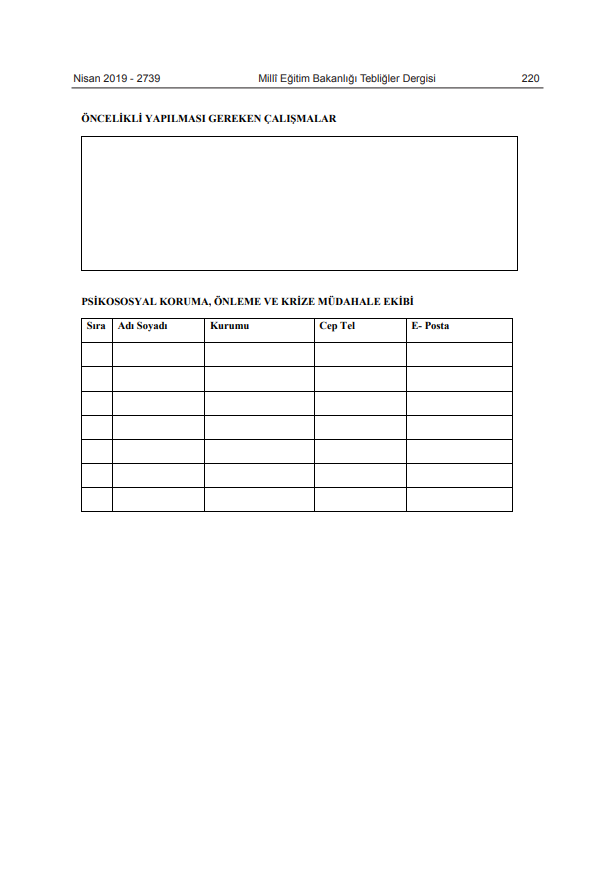 Nisan 2019 - 2739 Millî Eğitim Bakanlığı Tebliğler Dergisi 220
ÖNCELİKLİ YAPILMASI GEREKEN ÇALIŞMALAR
PSİKOSOSYAL KORUMA, ÖNLEME VE KRİZE MÜDAHALE EKİBİ
Sıra Adı Soyadı Kurumu Cep Tel E- Posta